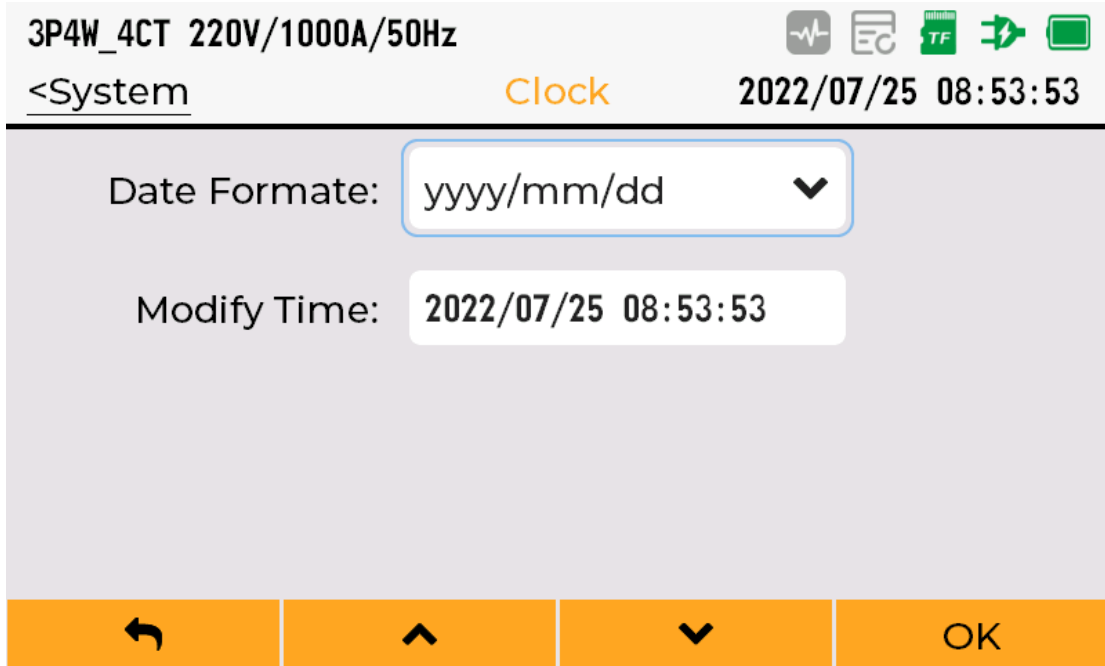 3P4W_4CT 220V/1000A/50Hz
TF
<System Clock 2022/07/25 08:53:53
Date Formate: yyyy/mm/dd
Modify Time: 2022/07/25 08:53:53
OK